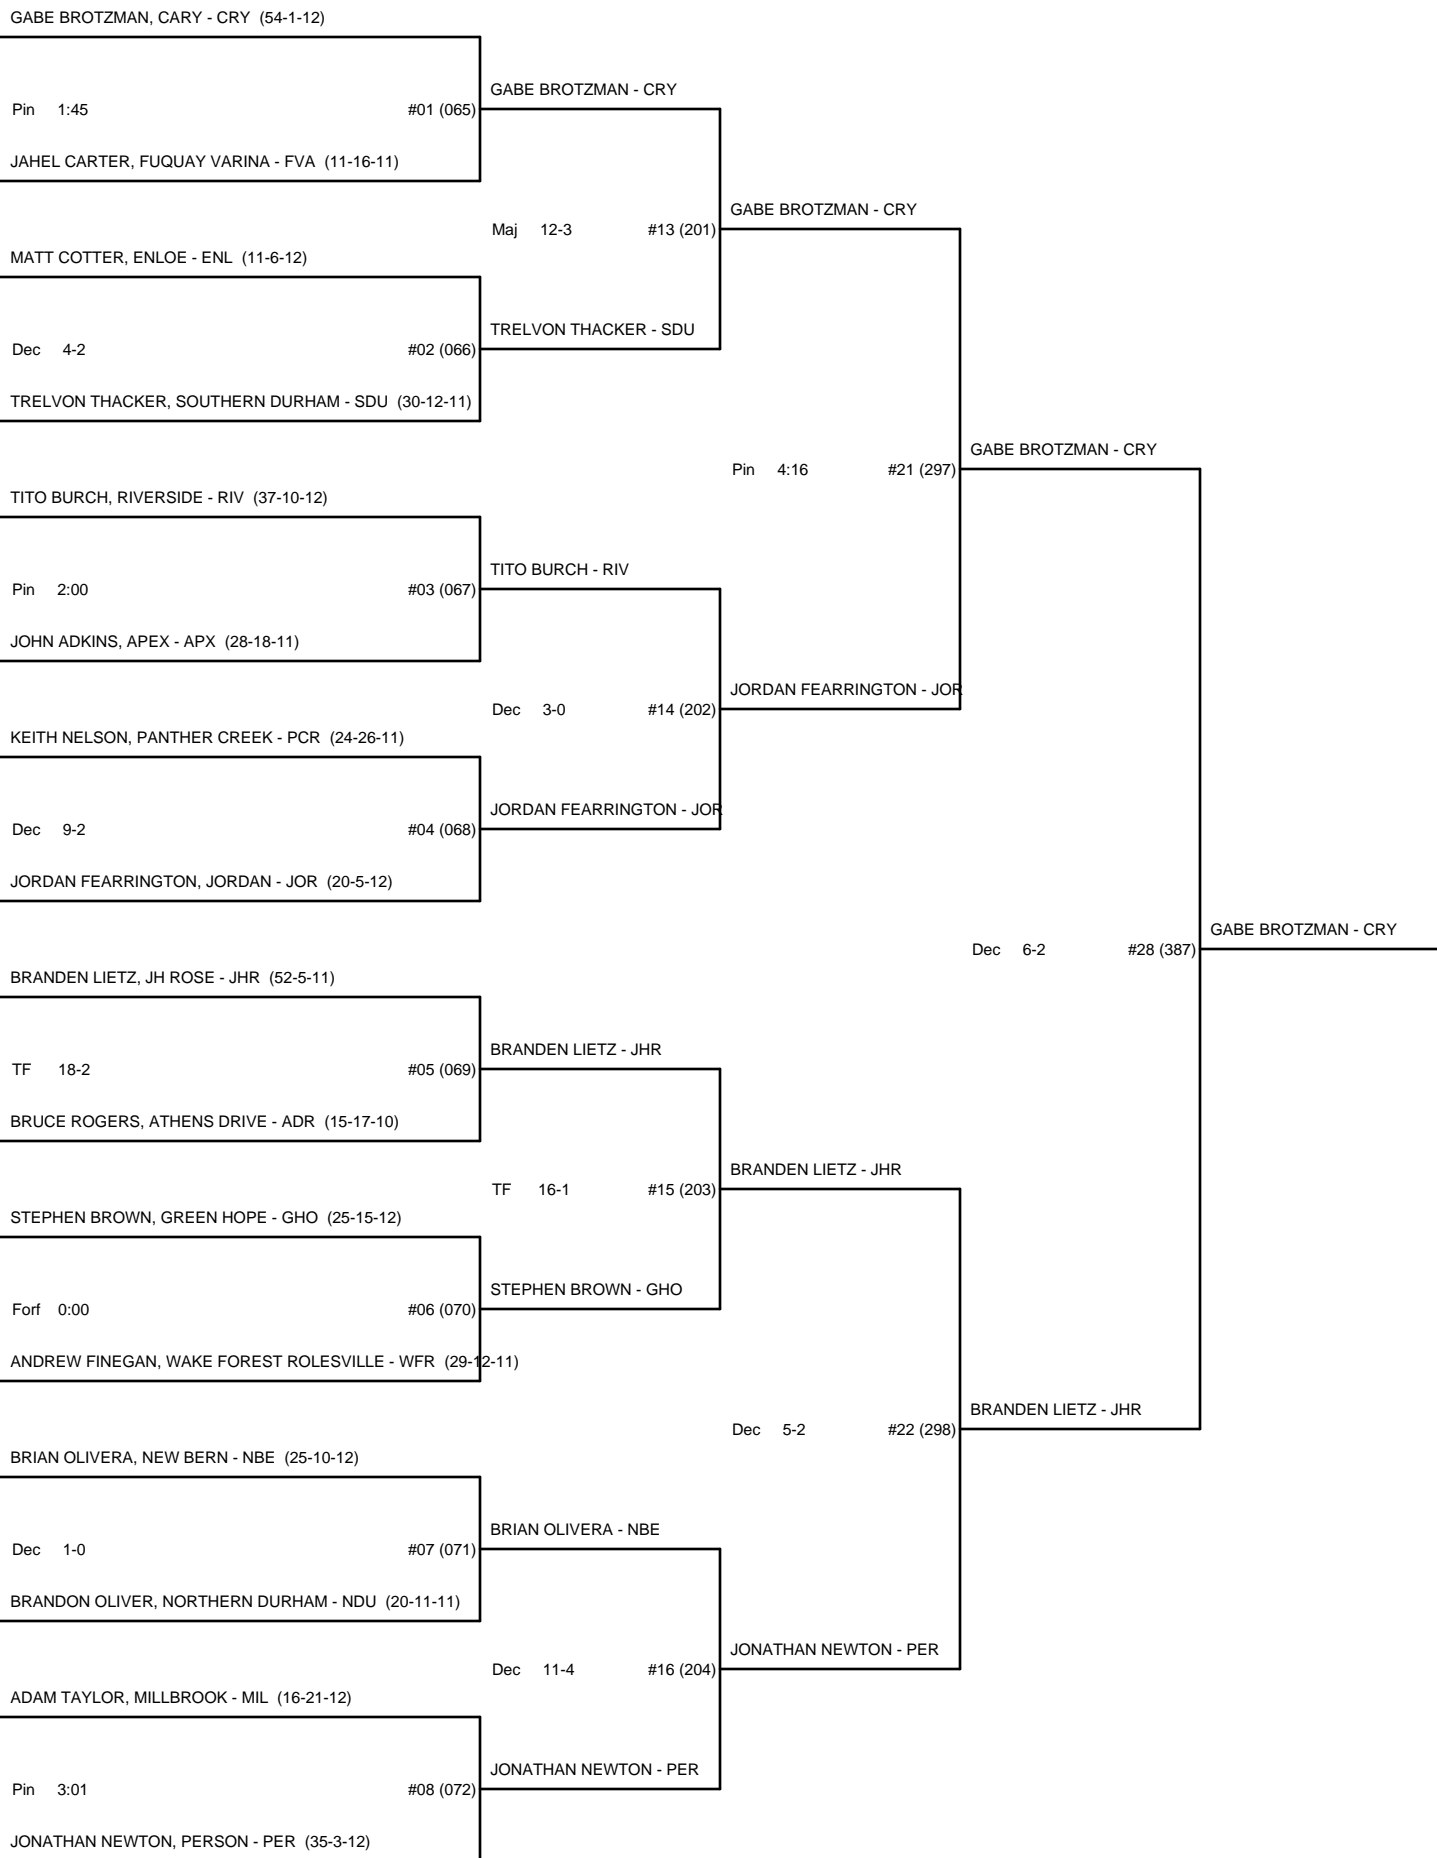 GABE BROTZMAN, CARY - CRY (54-1-12)
GABE BROTZMAN - CRY
Pin 1:45 #01 (065)
JAHEL CARTER, FUQUAY VARINA - FVA (11-16-11)
GABE BROTZMAN - CRY
Maj 12-3 #13 (201)
MATT COTTER, ENLOE - ENL (11-6-12)
TRELVON THACKER - SDU
Dec 4-2 #02 (066)
TRELVON THACKER, SOUTHERN DURHAM - SDU (30-12-11)
GABE BROTZMAN - CRY
Pin 4:16 #21 (297)
TITO BURCH, RIVERSIDE - RIV (37-10-12)
TITO BURCH - RIV
Pin 2:00 #03 (067)
JOHN ADKINS, APEX - APX (28-18-11)
JORDAN FEARRINGTON - JOR
Dec 3-0 #14 (202)
KEITH NELSON, PANTHER CREEK - PCR (24-26-11)
JORDAN FEARRINGTON - JOR
Dec 9-2 #04 (068)
JORDAN FEARRINGTON, JORDAN - JOR (20-5-12)
GABE BROTZMAN - CRY
Dec 6-2 #28 (387)
BRANDEN LIETZ, JH ROSE - JHR (52-5-11)
BRANDEN LIETZ - JHR
TF 18-2 #05 (069)
BRUCE ROGERS, ATHENS DRIVE - ADR (15-17-10)
BRANDEN LIETZ - JHR
TF 16-1 #15 (203)
STEPHEN BROWN, GREEN HOPE - GHO (25-15-12)
STEPHEN BROWN - GHO
Forf 0:00 #06 (070)
ANDREW FINEGAN, WAKE FOREST ROLESVILLE - WFR (29-12-11)
BRANDEN LIETZ - JHR
Dec 5-2 #22 (298)
BRIAN OLIVERA, NEW BERN - NBE (25-10-12)
BRIAN OLIVERA - NBE
Dec 1-0 #07 (071)
BRANDON OLIVER, NORTHERN DURHAM - NDU (20-11-11)
JONATHAN NEWTON - PER
Dec 11-4 #16 (204)
ADAM TAYLOR, MILLBROOK - MIL (16-21-12)
JONATHAN NEWTON - PER
Pin 3:01 #08 (072)
JONATHAN NEWTON, PERSON - PER (35-3-12)